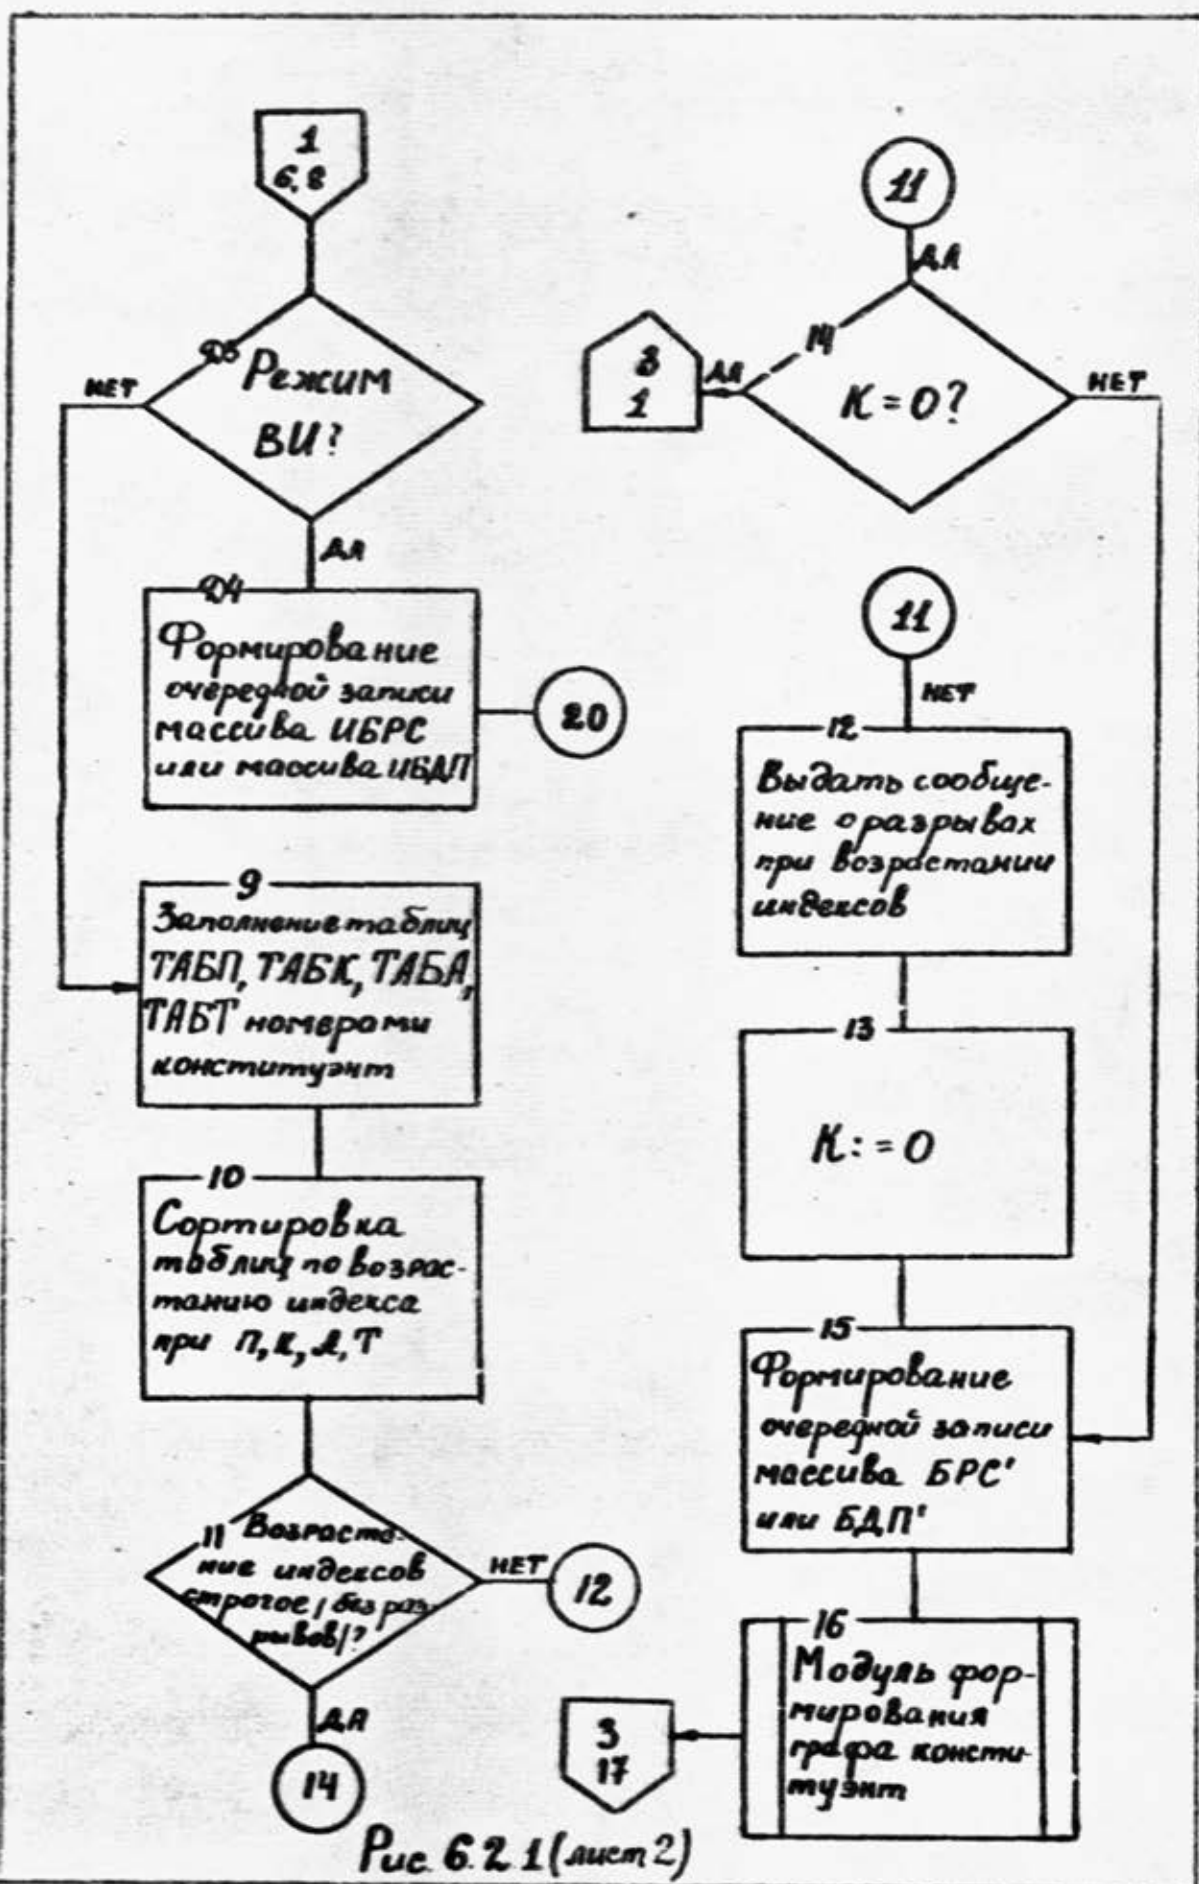 1
6,8
Д3
Режим
ВИ?
НЕТ
ДА
Д4
Формирование
очередной записи
массива ИБРС
или массива ИБДП
20
9
Заполнение таблиц
ТАБП, ТАБК, ТАБА,
ТАБТ номерами
конституэнт
10
Сортировка
таблиц по возрас-
танию индекса
при П, К, А, Т
11 Возраста-
ние индексов
строгое /без раз-
рывов/?
НЕТ
12
ДА
14
11
ДА
14
К = 0?
ДА
3
1
НЕТ
11
НЕТ
12
Выдать сообще-
ние о разрывах
при возрастании
индексов
13
К: = 0
15
Формирование
очередной записи
массива БРС'
или БДП'
16
Модуль фор-
мирования
графа консти-
туэнт
3
17
Рис. 6.2.1 (лист 2)